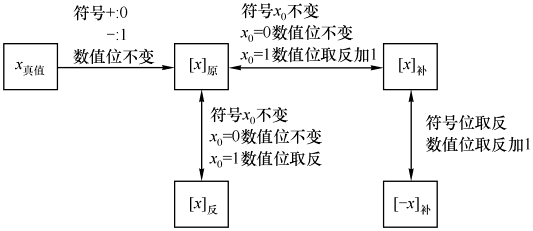 符号+:0
−:1
数值位不变
符号x₀不变
x₀=0数值位不变
x₀=1数值位取反加1
x真值
[x]原
[x]补
符号x₀不变
x₀=0数值位不变
x₀=1数值位取反
符号位取反
数值位取反加1
[x]反
[−x]补